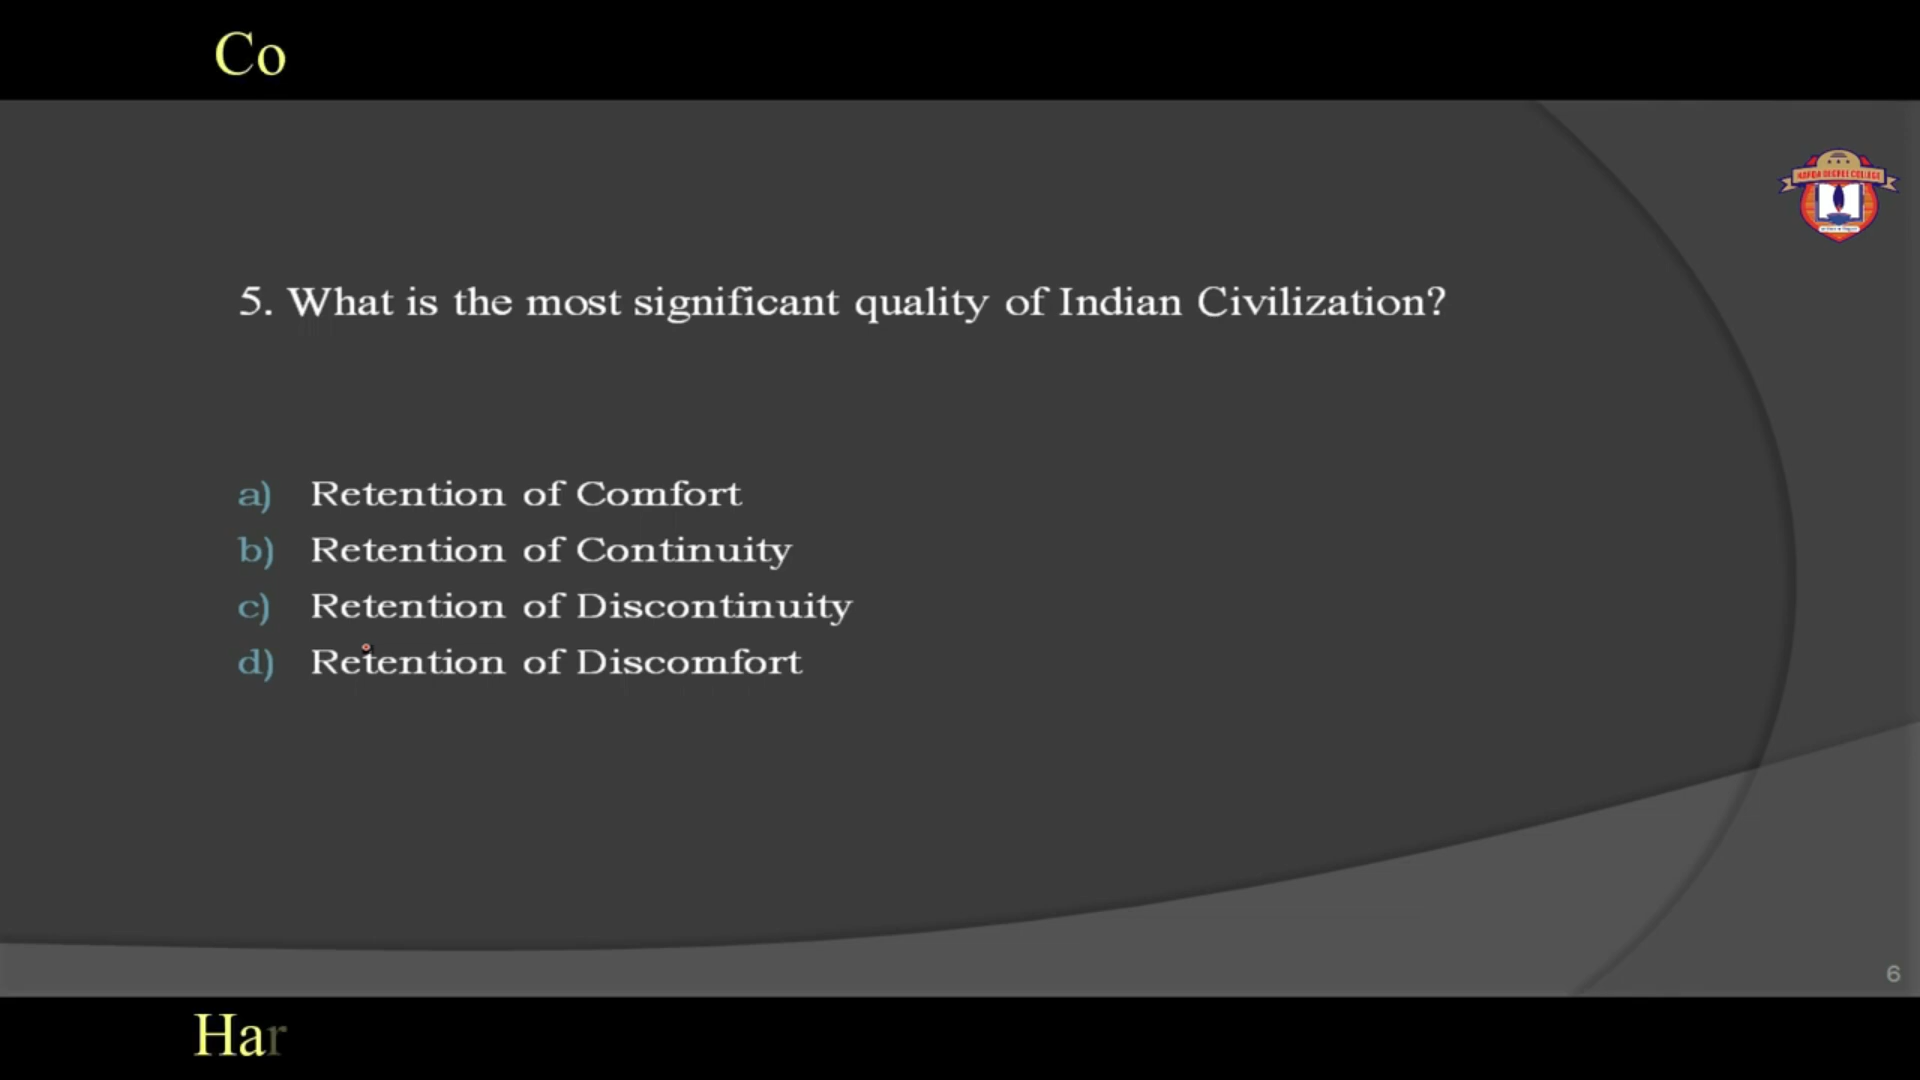 Co
5. What is the most significant quality of Indian Civilization?
a) Retention of Comfort
b) Retention of Continuity
c) Retention of Discontinuity
d) Retention of Discomfort
6
Har